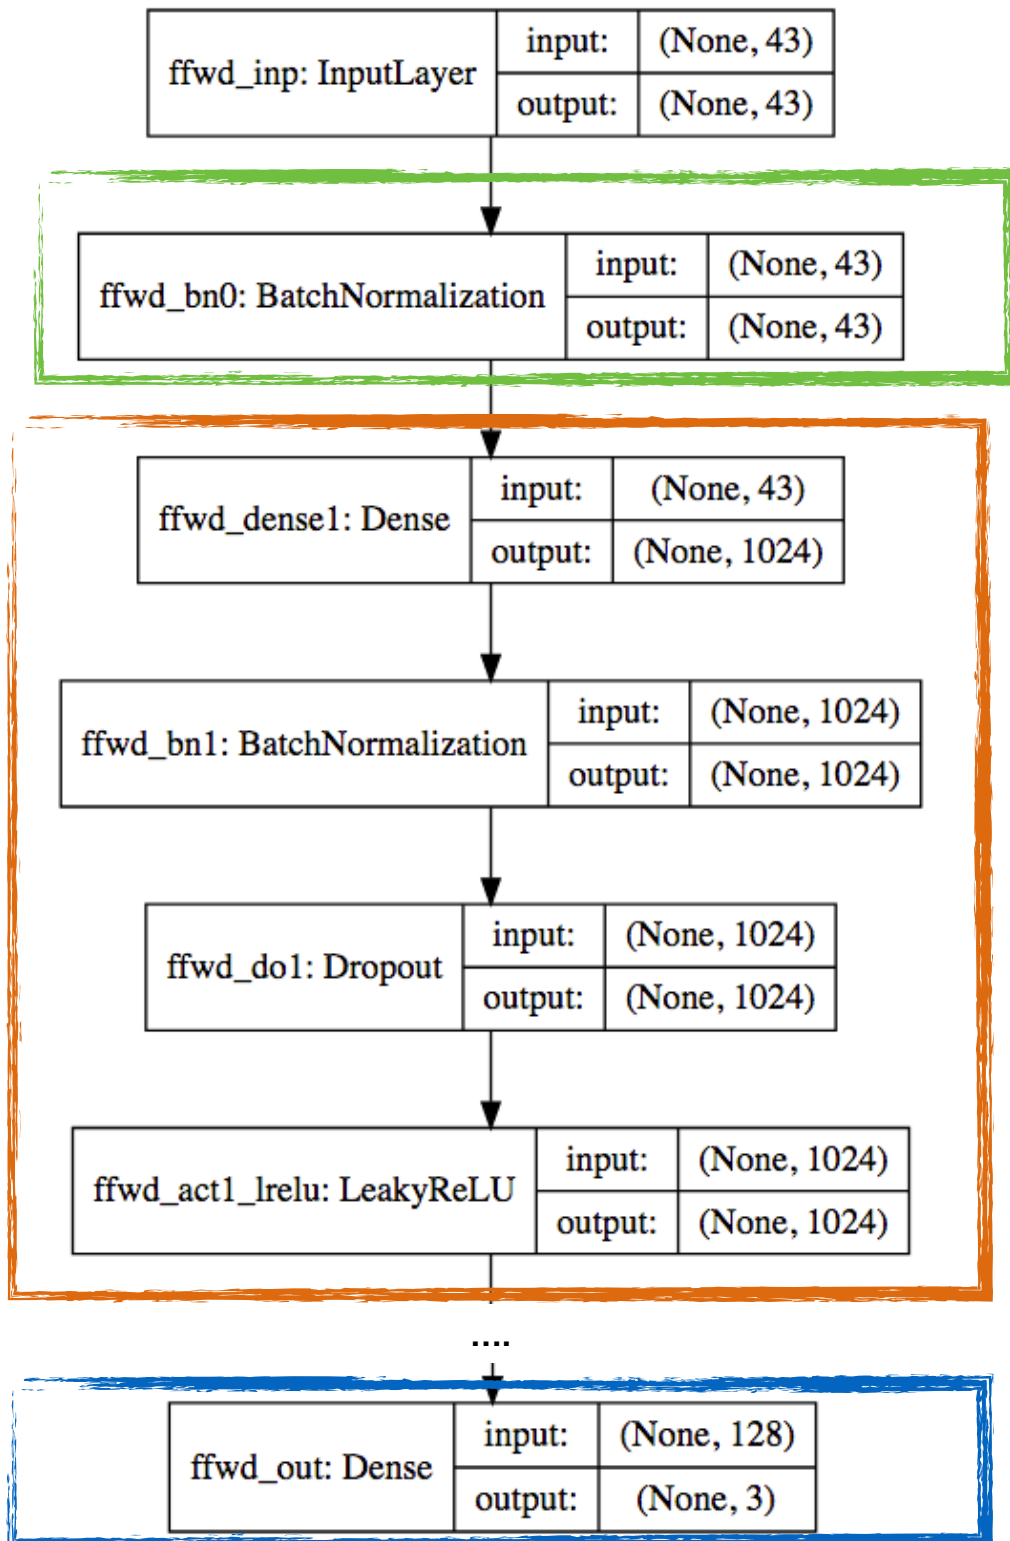 ffwd_inp: InputLayer
input: (None, 43)
output: (None, 43)
ffwd_bn0: BatchNormalization
input: (None, 43)
output: (None, 43)
ffwd_dense1: Dense
input: (None, 43)
output: (None, 1024)
ffwd_bn1: BatchNormalization
input: (None, 1024)
output: (None, 1024)
ffwd_do1: Dropout
input: (None, 1024)
output: (None, 1024)
ffwd_act1_lrelu: LeakyReLU
input: (None, 1024)
output: (None, 1024)
....
ffwd_out: Dense
input: (None, 128)
output: (None, 3)